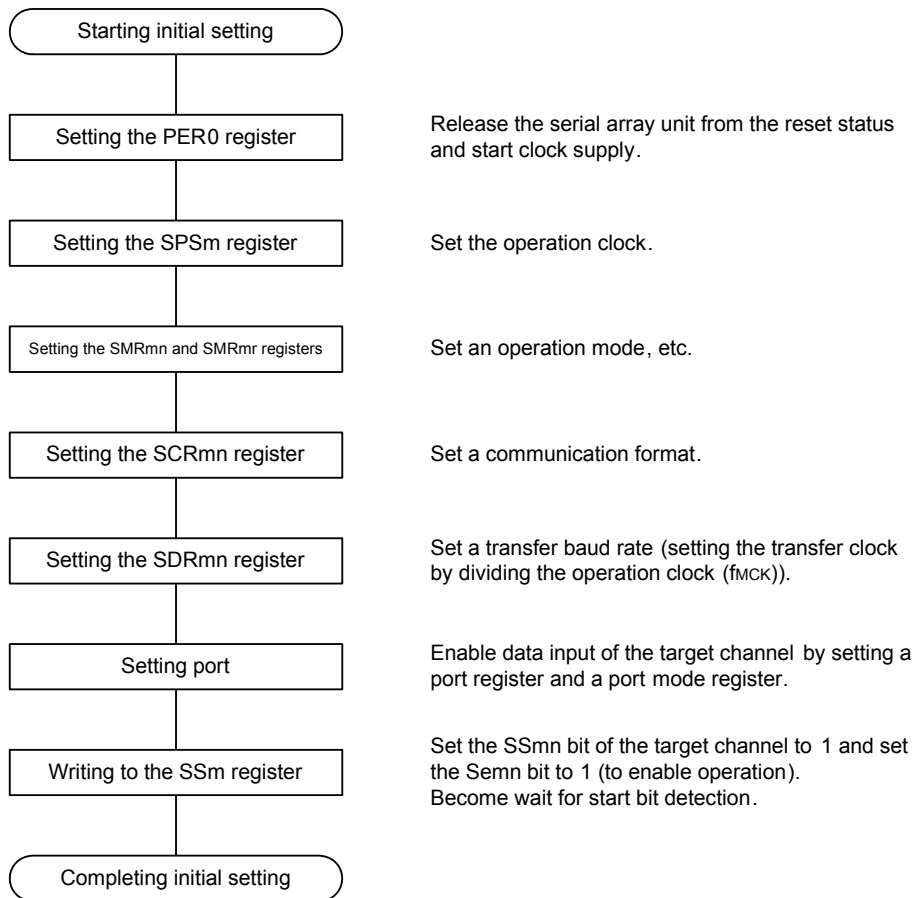 Starting initial setting
Setting the PER0 register
Release the serial array unit from the reset status
and start clock supply.
Setting the SPSm register
Set the operation clock.
Setting the SMRmn and SMRmr registers
Set an operation mode, etc.
Setting the SCRmn register
Set a communication format.
Setting the SDRmn register
Set a transfer baud rate (setting the transfer clock
by dividing the operation clock (fMCK)).
Setting port
Enable data input of the target channel by setting a
port register and a port mode register.
Writing to the SSm register
Set the SSmn bit of the target channel to 1 and set
the Semn bit to 1 (to enable operation).
Become wait for start bit detection.
Completing initial setting